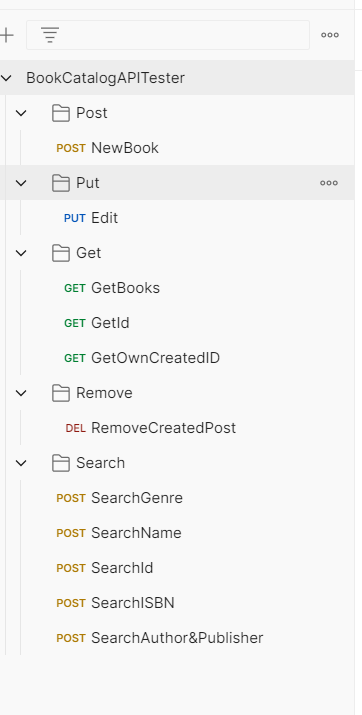 BookCatalogAPITester
Post
POST NewBook
Put
PUT Edit
Get
GET GetBooks
GET GetId
GET GetOwnCreatedID
Remove
DEL RemoveCreatedPost
Search
POST SearchGenre
POST SearchName
POST SearchId
POST SearchISBN
POST SearchAuthor&Publisher